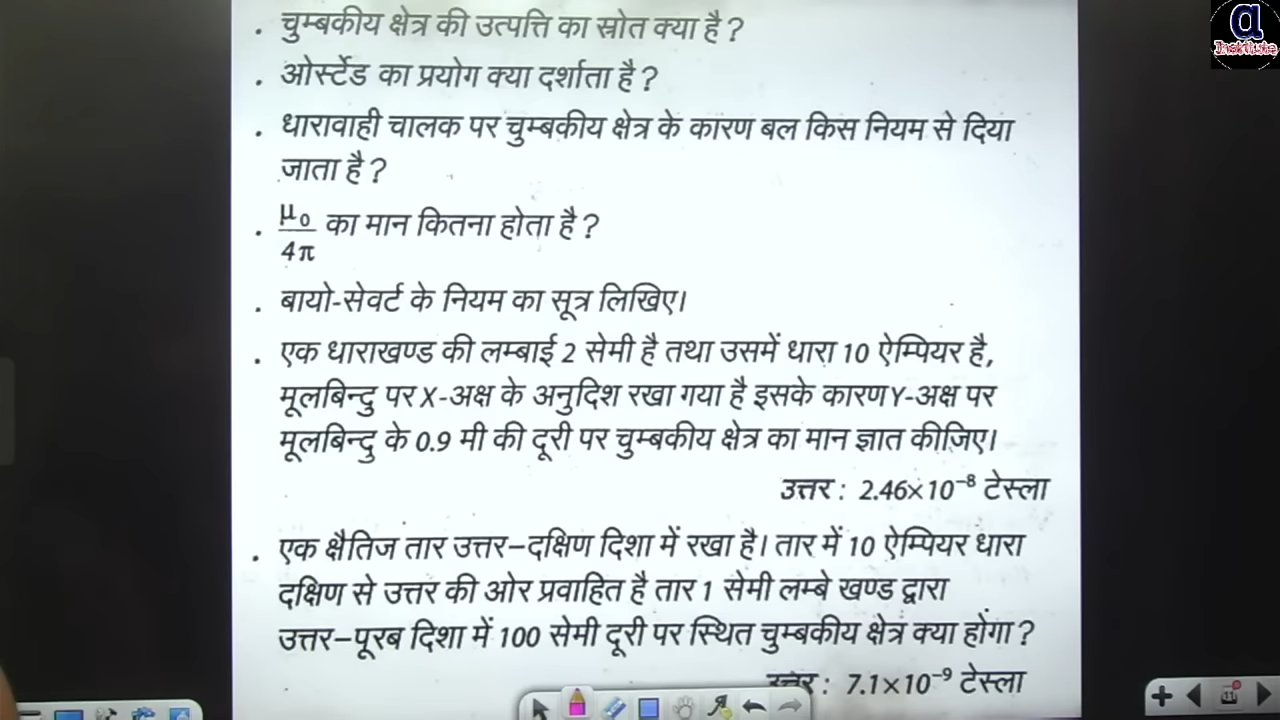 α
Institute
. चुम्बकीय क्षेत्र की उत्पत्ति का स्रोत क्या है ?
. ओर्स्टेड का प्रयोग क्या दर्शाता है ?
. धारावाही चालक पर चुम्बकीय क्षेत्र के कारण बल किस नियम से दिया
जाता है ?
. μ₀/4π का मान कितना होता है ?
. बायो-सेवर्ट के नियम का सूत्र लिखिए।
. एक धाराखण्ड की लम्बाई 2 सेमी है तथा उसमें धारा 10 ऐम्पियर है,
मूलबिन्दु पर X-अक्ष के अनुदिश रखा गया है इसके कारण Y-अक्ष पर
मूलबिन्दु के 0.9 मी की दूरी पर चुम्बकीय क्षेत्र का मान ज्ञात कीजिए।
उत्तर : 2.46×10⁻⁸ टेस्ला
. एक क्षैतिज तार उत्तर–दक्षिण दिशा में रखा है। तार में 10 ऐम्पियर धारा
दक्षिण से उत्तर की ओर प्रवाहित है तार 1 सेमी लम्बे खण्ड द्वारा
उत्तर–पूरब दिशा में 100 सेमी दूरी पर स्थित चुम्बकीय क्षेत्र क्या होंगा ?
उत्तर : 7.1×10⁻⁹ टेस्ला